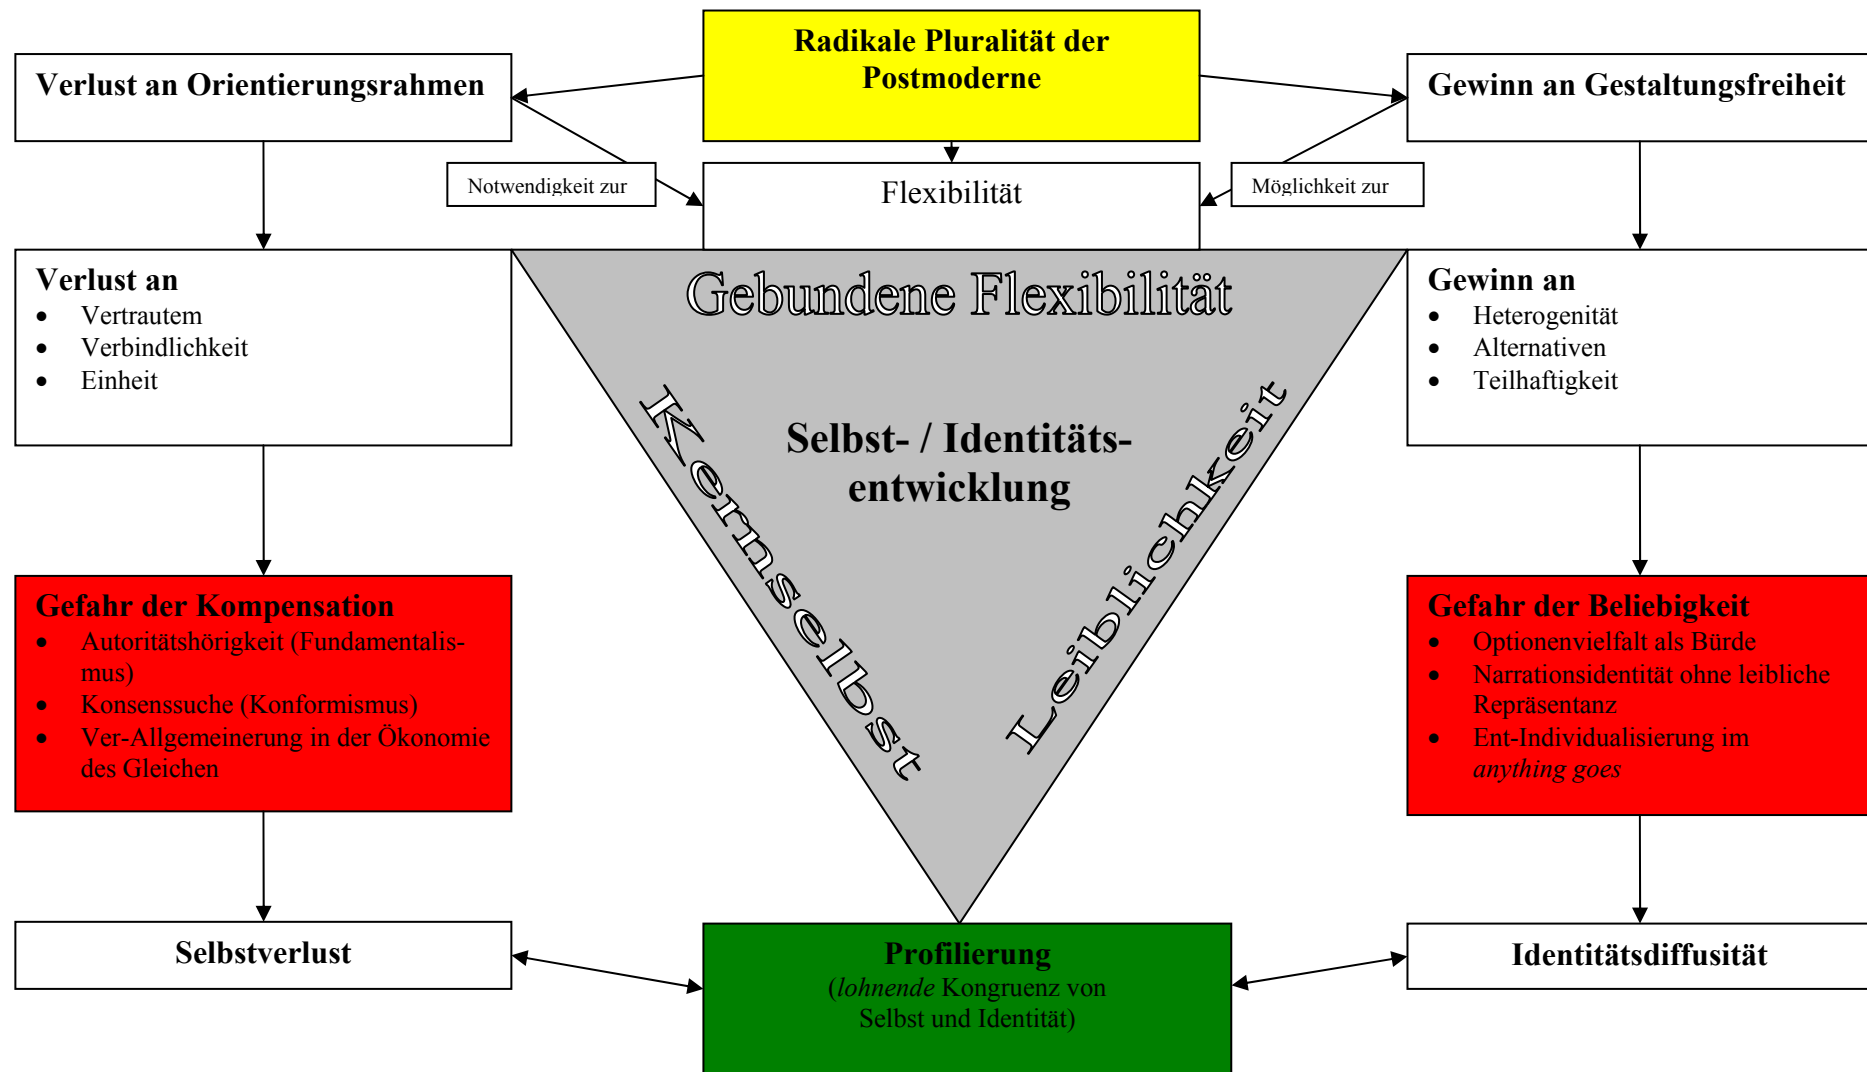 Radikale Pluralität der
Postmoderne
Verlust an Orientierungsrahmen
Gewinn an Gestaltungsfreiheit
Notwendigkeit zur
Flexibilität
Möglichkeit zur
Verlust an
• Vertrautem
• Verbindlichkeit
• Einheit
Gebundene Flexibilität
Kernselbst
Selbst- / Identitäts-
entwicklung
Leiblichkeit
Gewinn an
• Heterogenität
• Alternativen
• Teilhaftigkeit
Gefahr der Kompensation
• Autoritätshörigkeit (Fundamentalis-
mus)
• Konsenssuche (Konformismus)
• Ver-Allgemeinerung in der Ökonomie
des Gleichen
Gefahr der Beliebigkeit
• Optionenvielfalt als Bürde
• Narrationsidentität ohne leibliche
Repräsentanz
• Ent-Individualisierung im
anything goes
Selbstverlust
Profilierung
(lohnende Kongruenz von
Selbst und Identität)
Identitätsdiffusität